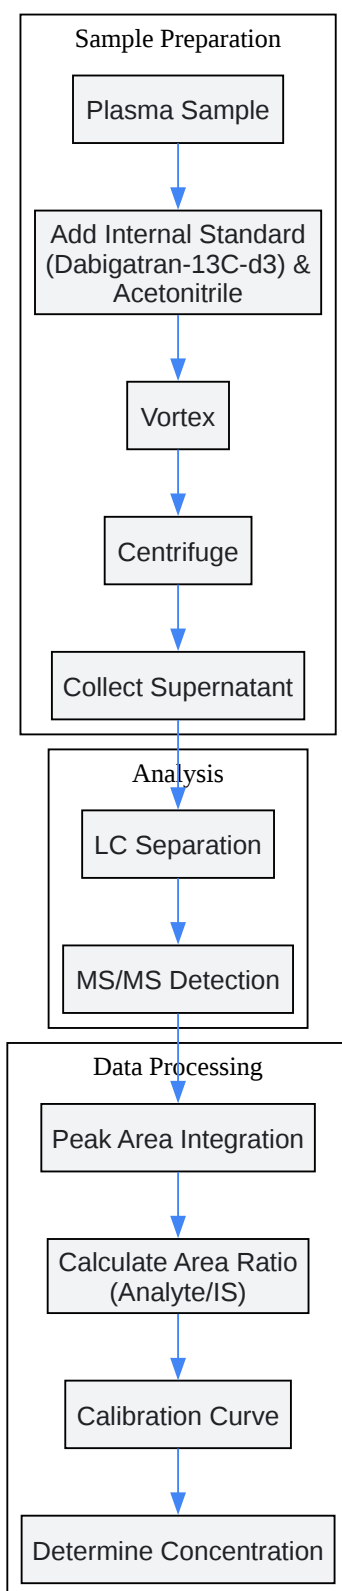 Sample Preparation
Plasma Sample
Add Internal Standard
(Dabigatran-13C-d3) &
Acetonitrile
Vortex
Centrifuge
Collect Supernatant
Analysis
LC Separation
MS/MS Detection
Data Processing
Peak Area Integration
Calculate Area Ratio
(Analyte/IS)
Calibration Curve
Determine Concentration